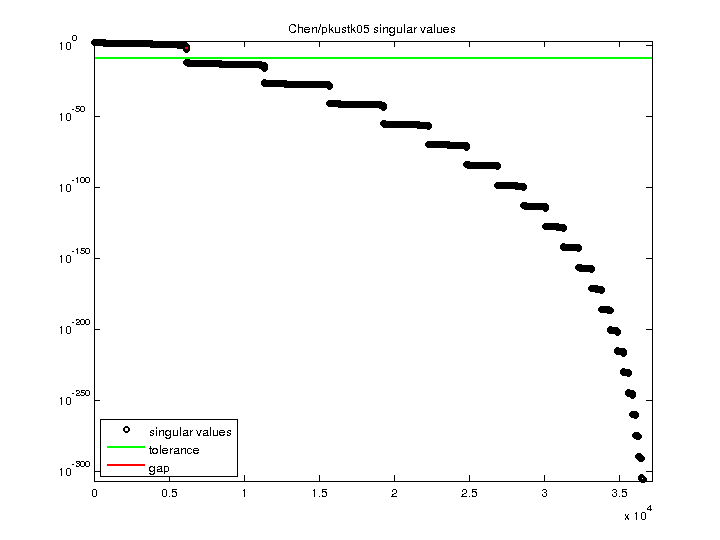 Chen/pkustk05 singular values
10^0
10^-50
10^-100
10^-150
10^-200
10^-250
10^-300
singular values
tolerance
gap
0 0.5 1 1.5 2 2.5 3 3.5
x 10^4